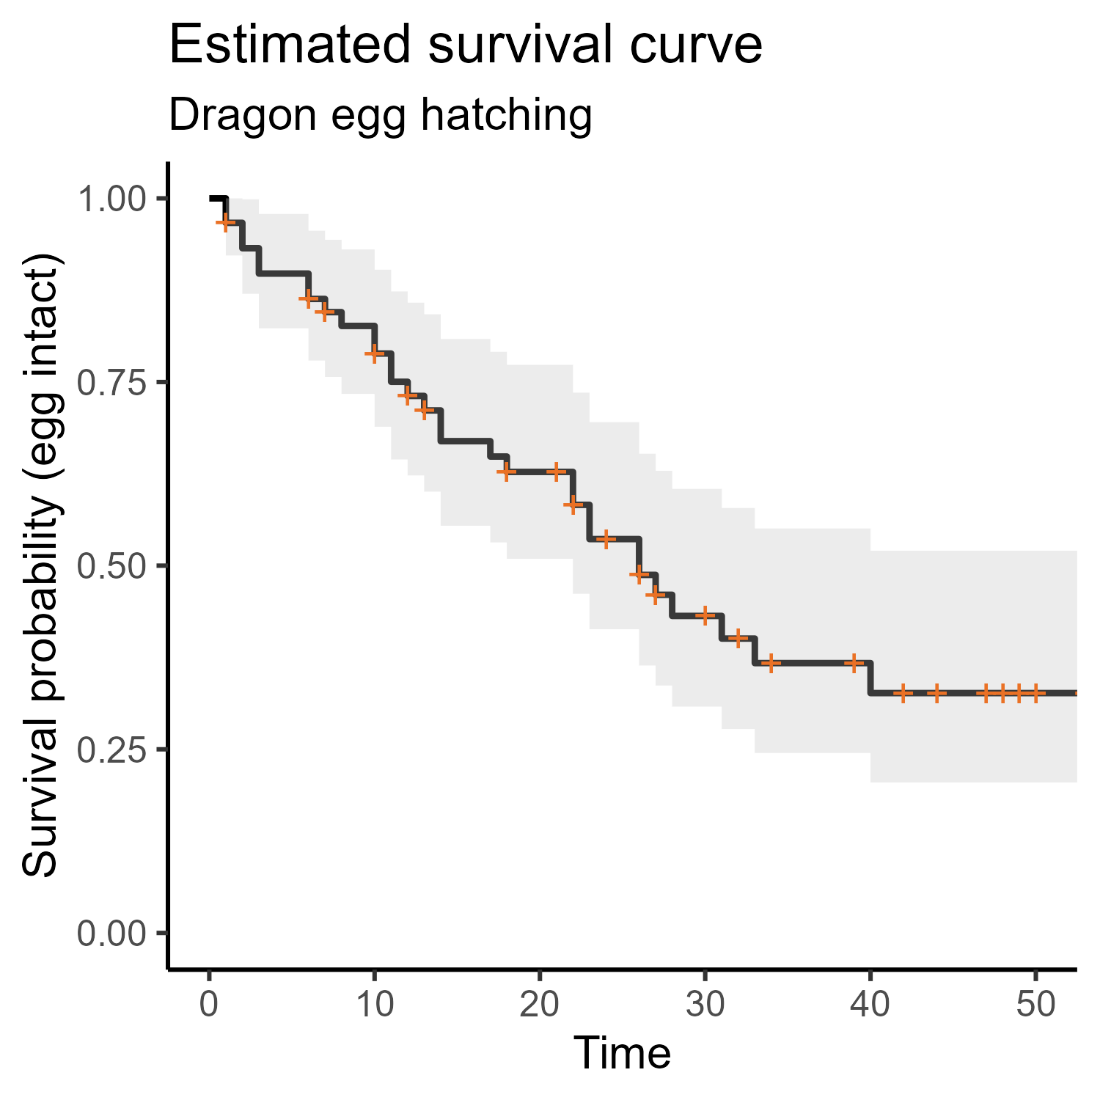 Estimated survival curve
Dragon egg hatching
Survival probability (egg intact)
1.00
0.75
0.50
0.25
0.00
0 10 20 30 40 50
Time